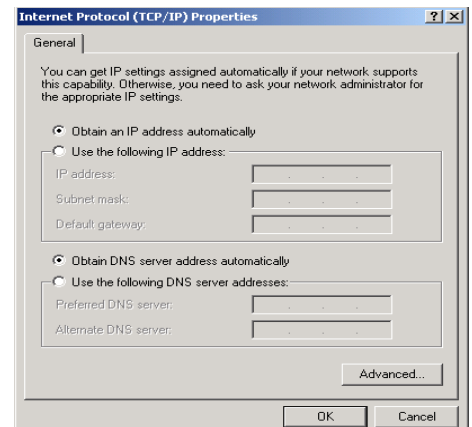 Internet Protocol (TCP/IP) Properties
General
You can get IP settings assigned automatically if your network supports
this capability. Otherwise, you need to ask your network administrator for
the appropriate IP settings.
Obtain an IP address automatically
Use the following IP address:
IP address:
Subnet mask:
Default gateway:
Obtain DNS server address automatically
Use the following DNS server addresses:
Preferred DNS server:
Alternate DNS server:
Advanced...
OK Cancel